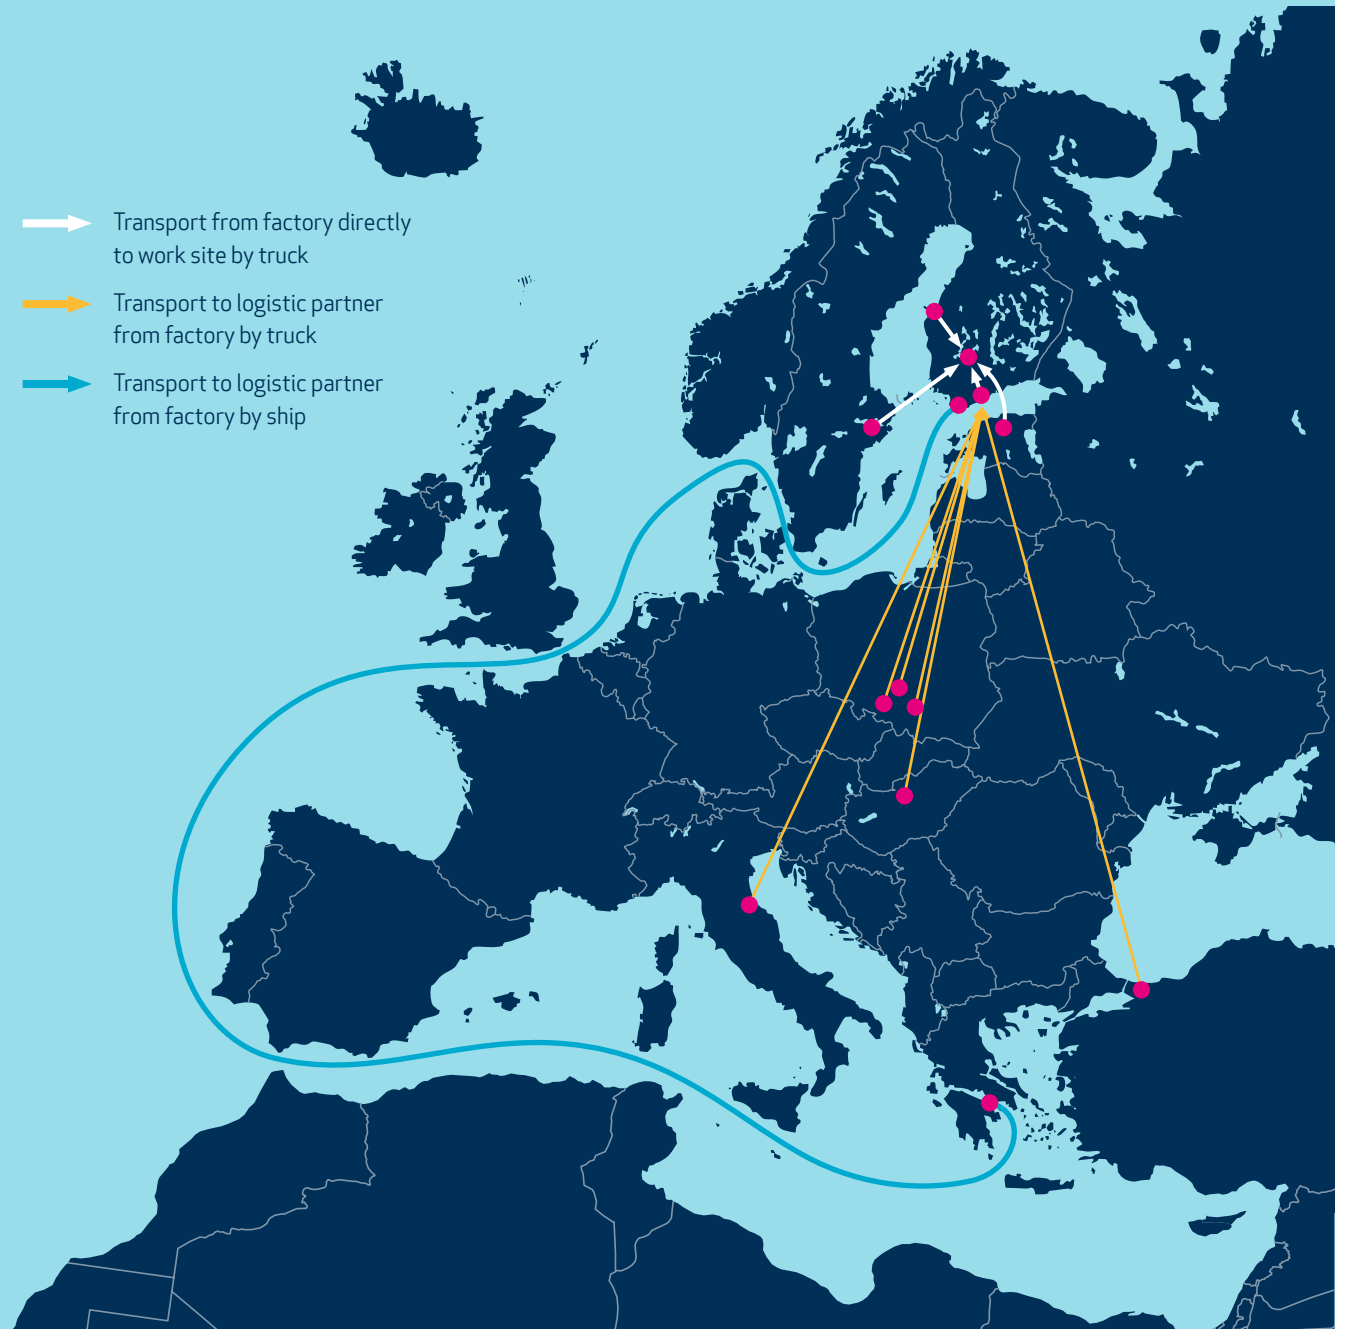 Transport from factory directly
to work site by truck
Transport to logistic partner
from factory by truck
Transport to logistic partner
from factory by ship